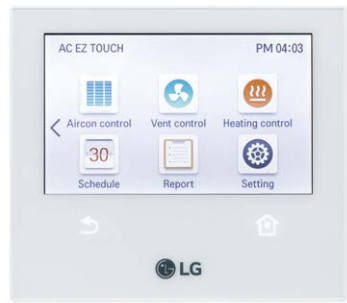 AC EZ TOUCH PM 04:03
Aircon control Vent control Heating control
30
Schedule Report Setting
LG